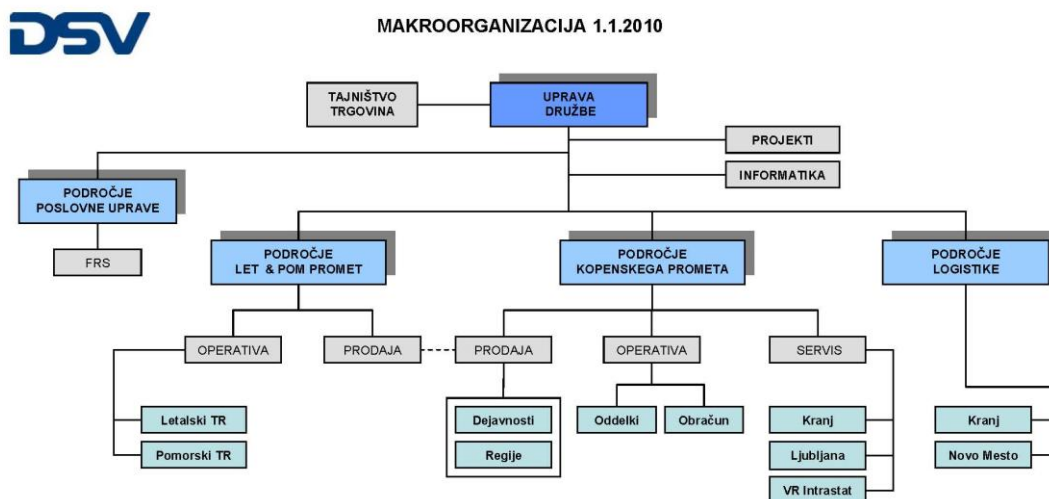 DSV
MAKROORGANIZACIJA 1.1.2010
TAJNIŠTVO
TRGOVINA
UPRAVA
DRUŽBE
PROJEKTI
INFORMATIKA
PODROČJE
POSLOVNE UPRAVE
FRS
PODROČJE
LET & POM PROMET
PODROČJE
KOPENSKEGA PROMETA
PODROČJE
LOGISTIKE
OPERATIVA
PRODAJA
PRODAJA
OPERATIVA
SERVIS
Letalski TR
Pomorski TR
Dejavnosti
Regije
Oddelki
Obračun
Kranj
Ljubljana
VR Intrastat
Kranj
Novo Mesto